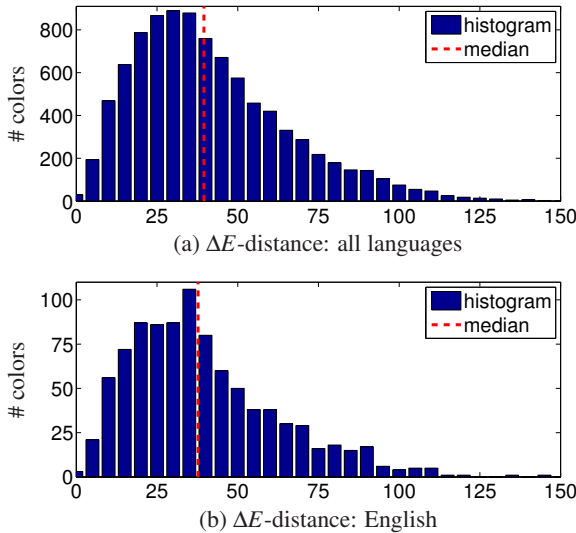 800
600
400
200
0
# colors
histogram
median
0 25 50 75 100 125 150
(a) ΔE-distance: all languages
100
75
50
25
0
# colors
histogram
median
0 25 50 75 100 125 150
(b) ΔE-distance: English